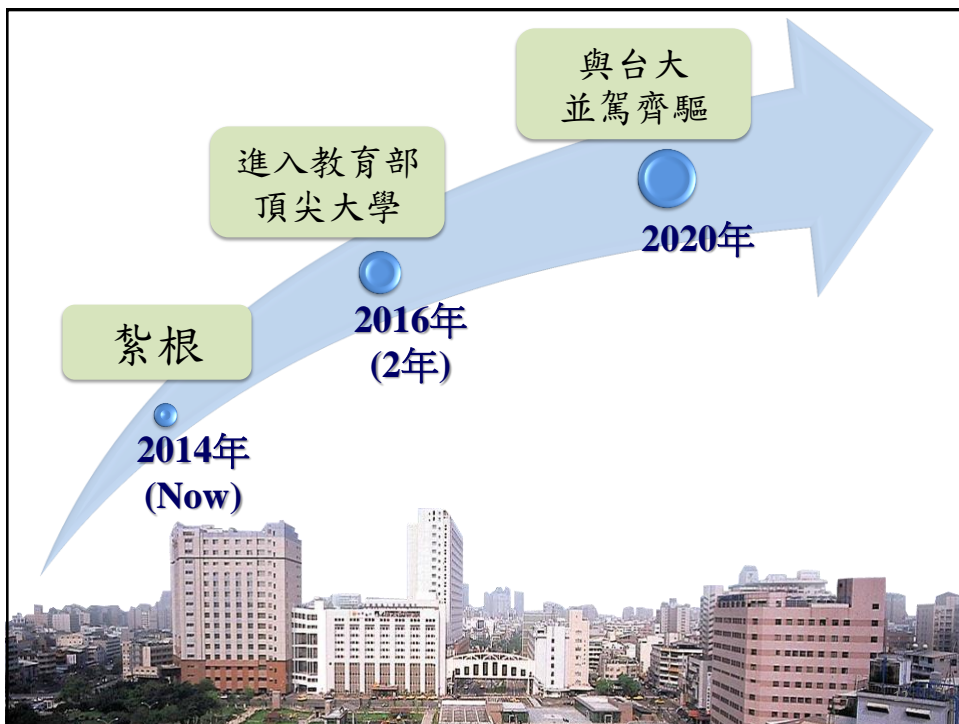 與台大
並駕齊驅
2020年
進入教育部
頂尖大學
2016年
(2年)
紮根
2014年
(Now)